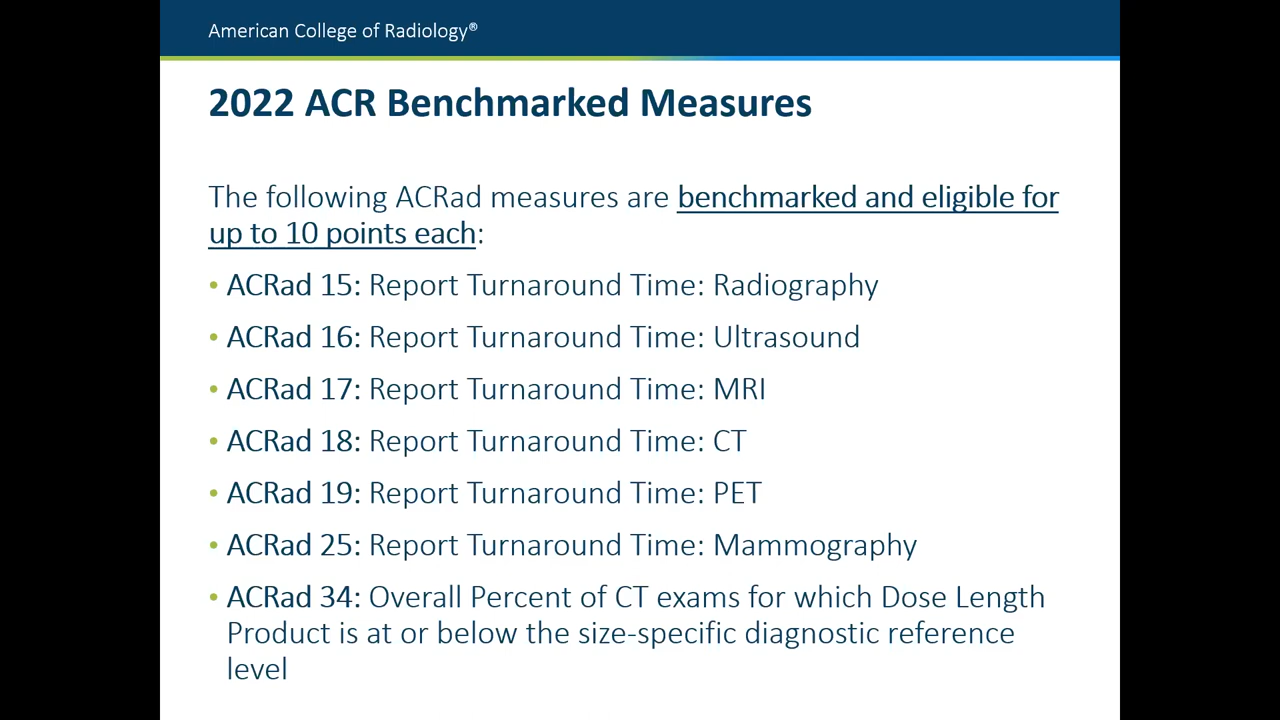 American College of Radiology®
2022 ACR Benchmarked Measures
The following ACRad measures are benchmarked and eligible for
up to 10 points each:
• ACRad 15: Report Turnaround Time: Radiography
• ACRad 16: Report Turnaround Time: Ultrasound
• ACRad 17: Report Turnaround Time: MRI
• ACRad 18: Report Turnaround Time: CT
• ACRad 19: Report Turnaround Time: PET
• ACRad 25: Report Turnaround Time: Mammography
• ACRad 34: Overall Percent of CT exams for which Dose Length
Product is at or below the size-specific diagnostic reference
level